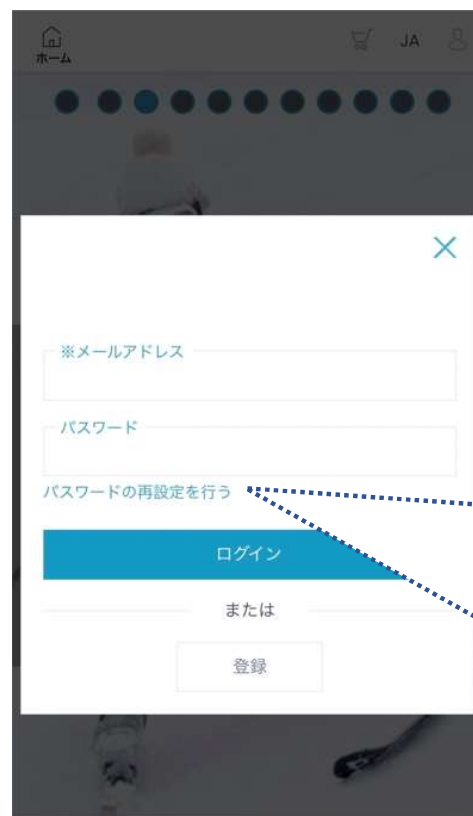 ホーム
JA
※メールアドレス
パスワード
パスワードの再設定を行う
ログイン
または
登録